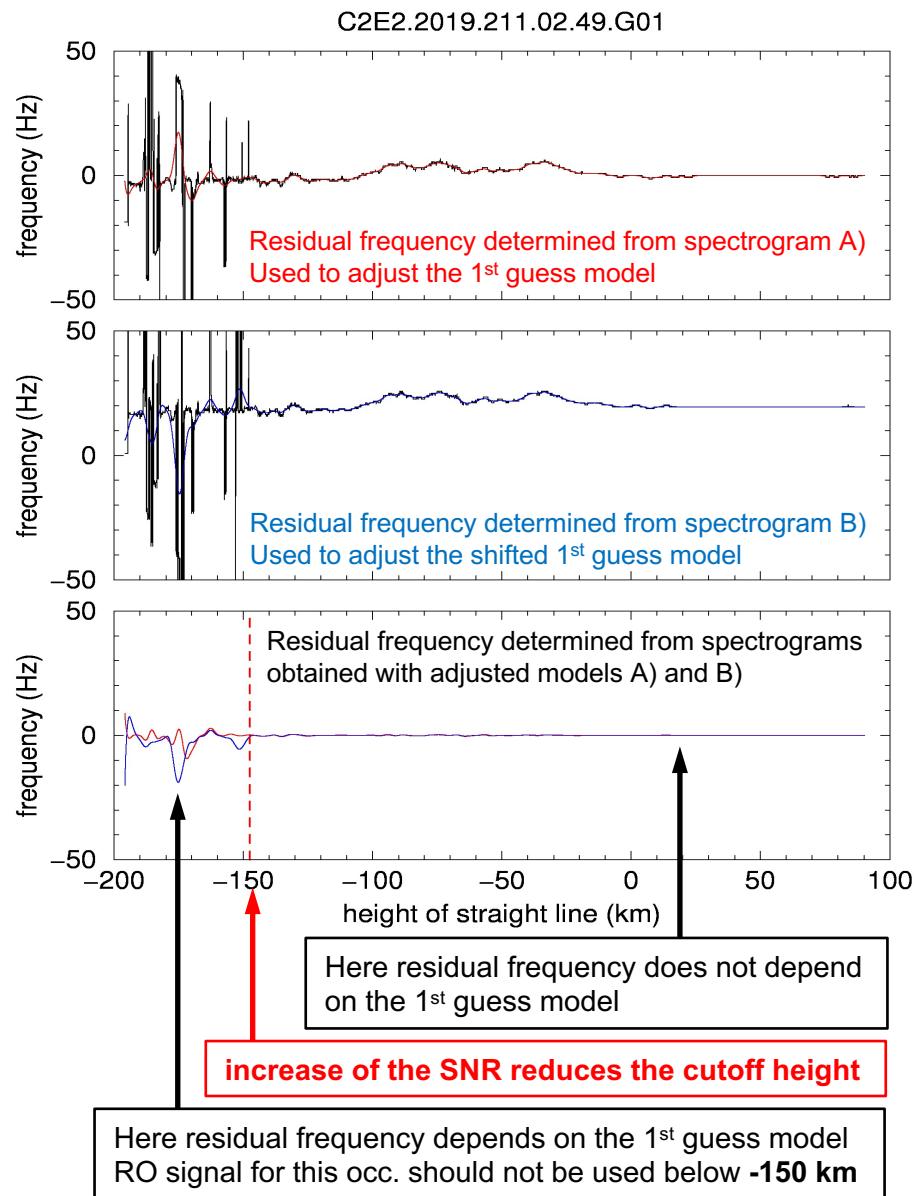 C2E2.2019.211.02.49.G01
50
0
−50
frequency (Hz)
Residual frequency determined from spectrogram A)
Used to adjust the 1st guess model
50
0
−50
frequency (Hz)
Residual frequency determined from spectrogram B)
Used to adjust the shifted 1st guess model
50
0
−50
frequency (Hz)
Residual frequency determined from spectrograms
obtained with adjusted models A) and B)
−200 −150 −100 −50 0 50 100
height of straight line (km)
Here residual frequency does not depend
on the 1st guess model
increase of the SNR reduces the cutoff height
Here residual frequency depends on the 1st guess model
RO signal for this occ. should not be used below -150 km